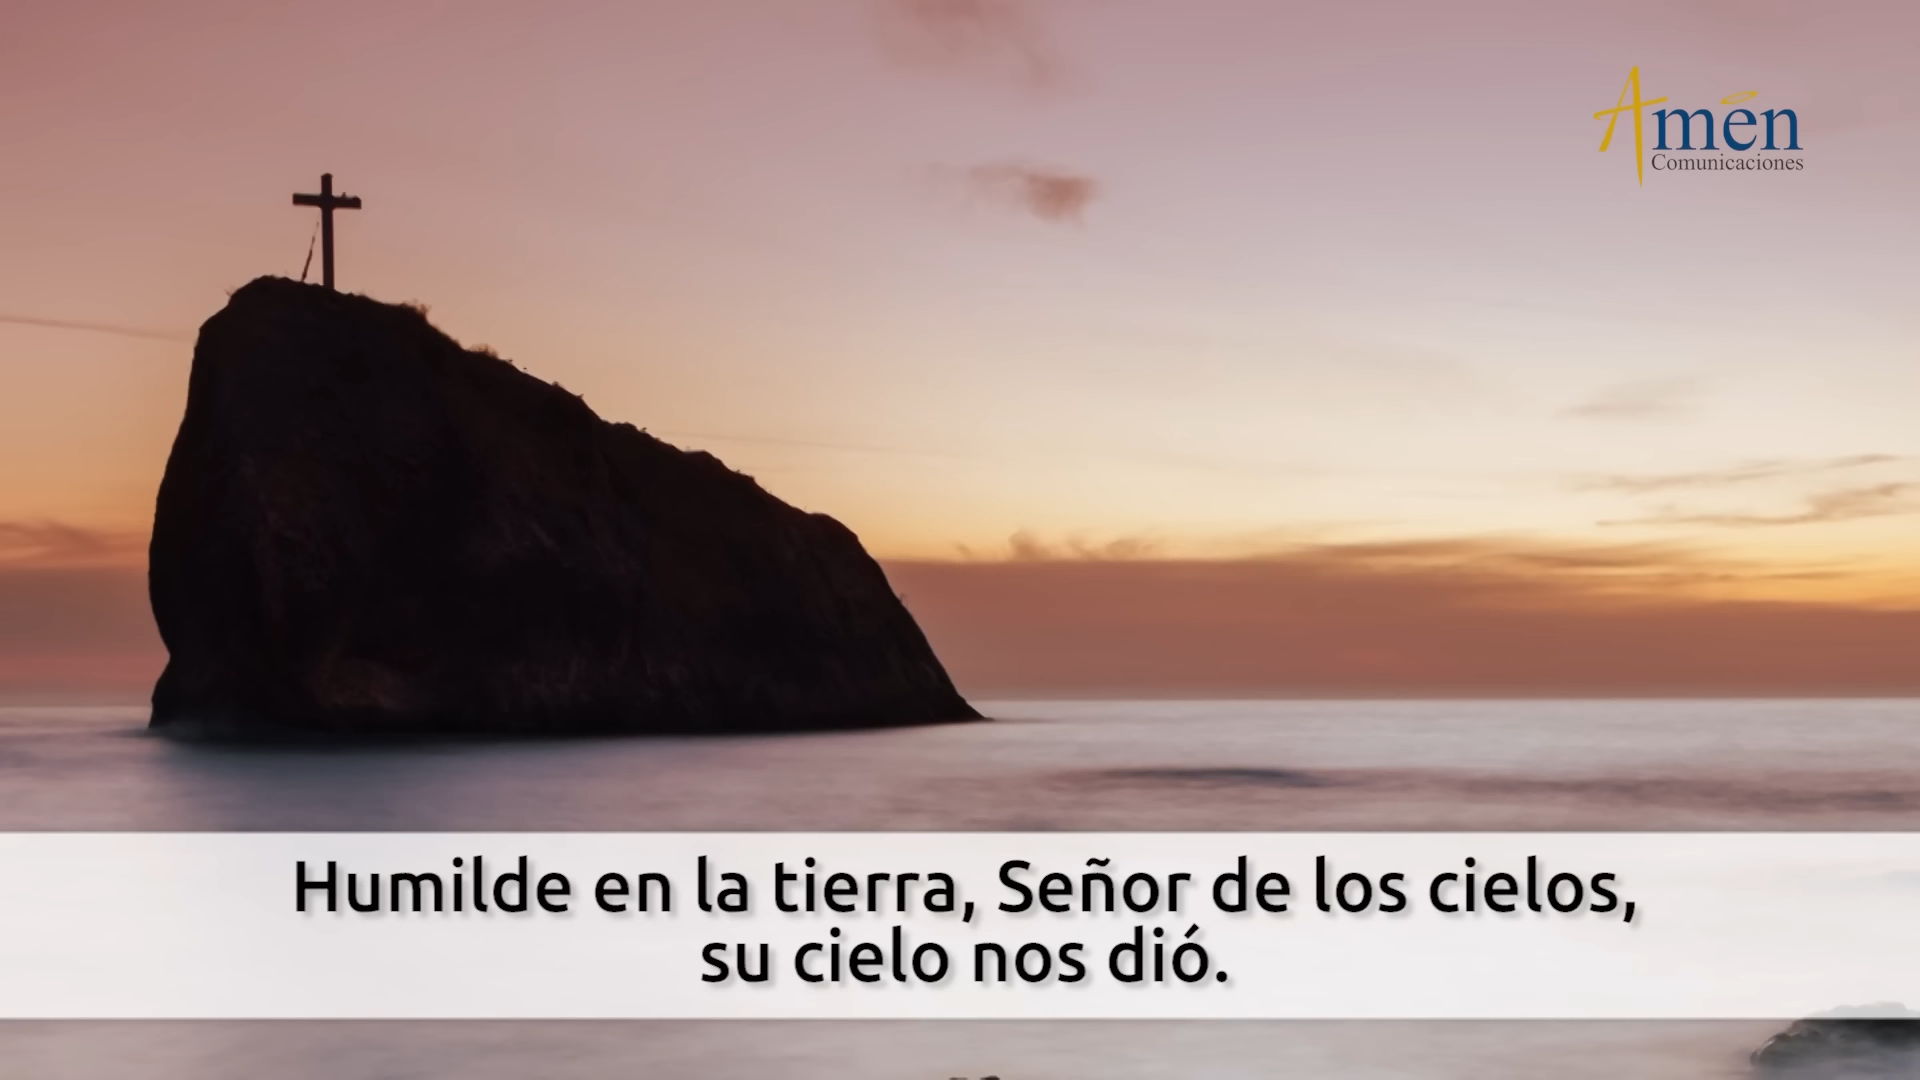 Amén
Comunicaciones
Humilde en la tierra, Señor de los cielos,
su cielo nos dió.